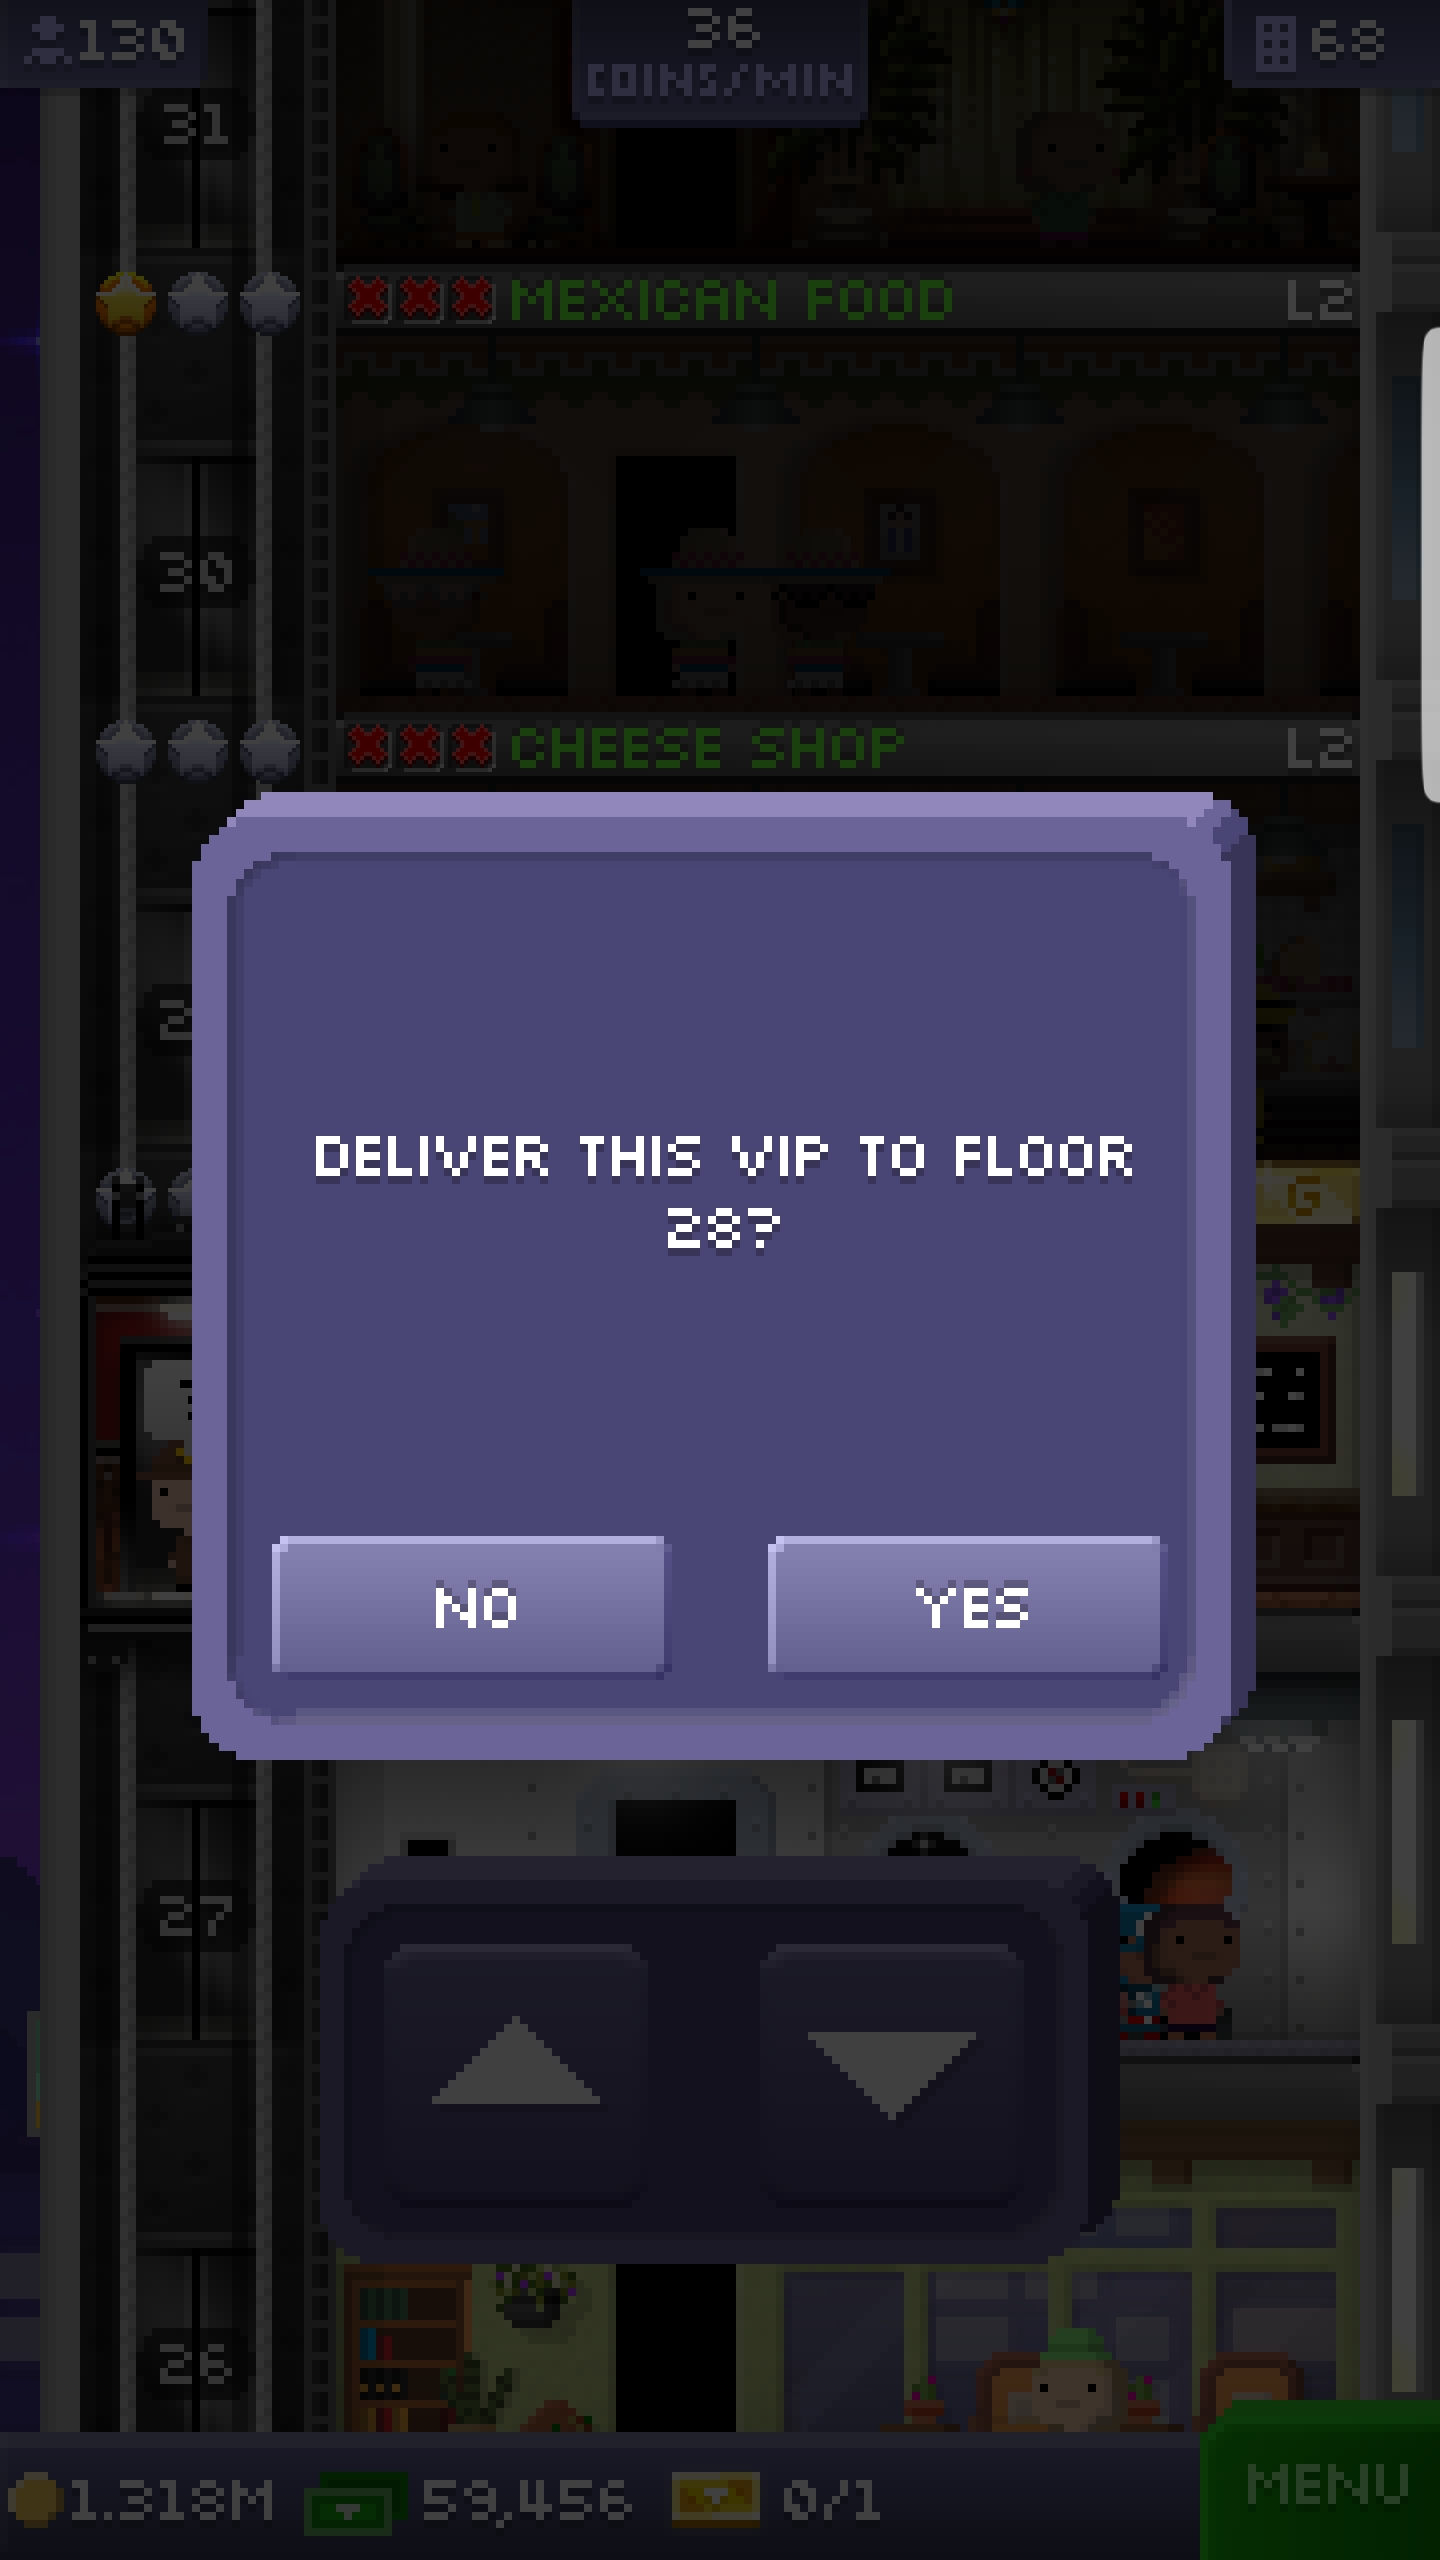 130
36
COINS/MIN
68
31
MEXICAN FOOD
L2
30
CHEESE SHOP
L2
2
G
DELIVER THIS VIP TO FLOOR
28?
NO
YES
27
26
1.318M
59,456
0/1
MENU